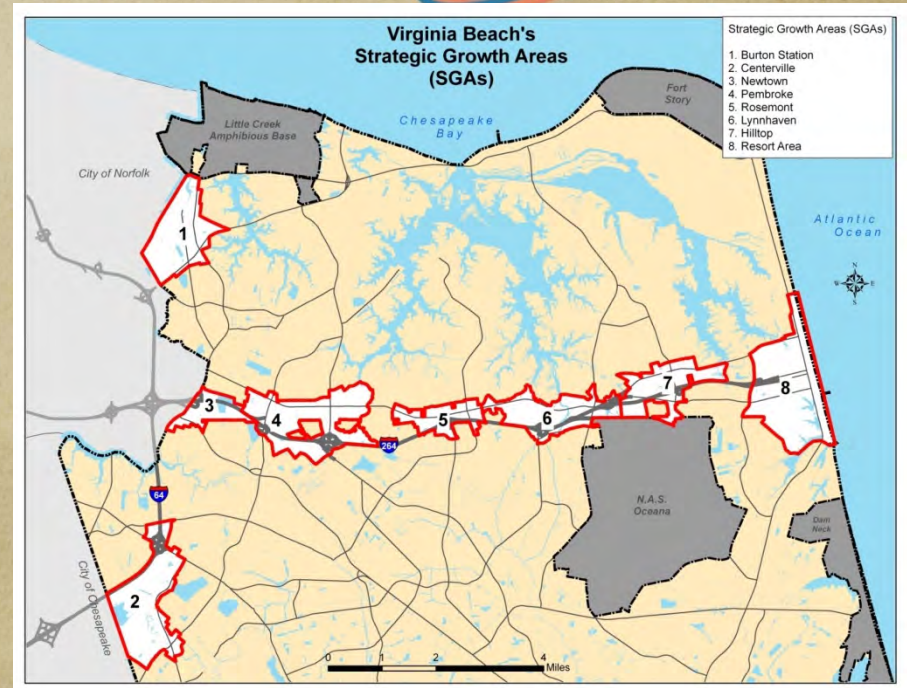 Virginia Beach's
Strategic Growth Areas
(SGAs)
Strategic Growth Areas (SGAs)
1. Burton Station
2. Centerville
3. Newtown
4. Pembroke
5. Rosemont
6. Lynnhaven
7. Hilltop
8. Resort Area
Fort
Story
Little Creek
Amphibious Base
Chesapeake
Bay
City of Norfolk
Atlantic
Ocean
1
N
W E
S
7
8
3
4
5
6
264
64
N.A.S.
Oceana
Dam
Neck
City of Chesapeake
2
0 1 2 4
Miles